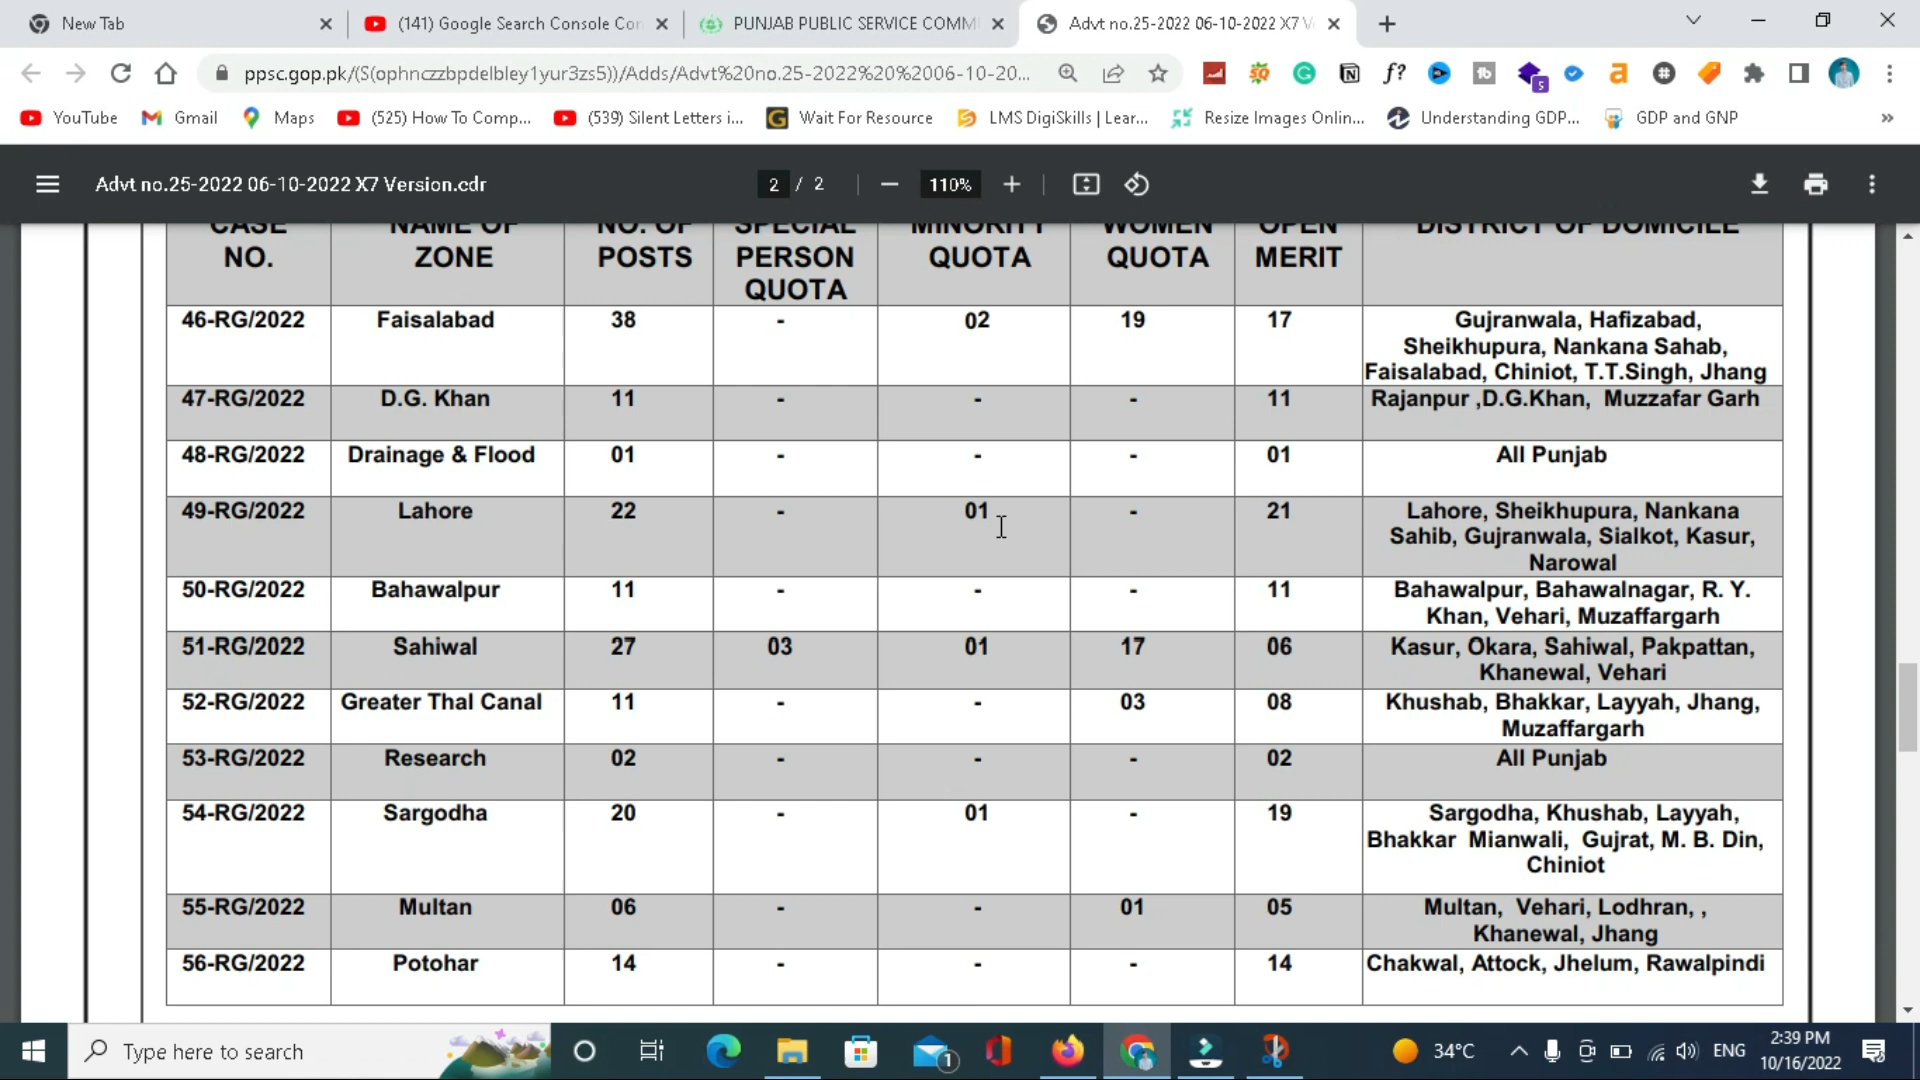 New Tab
(141) Google Search Console Con
PUNJAB PUBLIC SERVICE COMMI
Advt no.25-2022 06-10-2022 X7 V
ppsc.gop.pk/(S(ophnczzbpdelbley1yur3zs5))/Adds/Advt%20no.25-2022%20%2006-10-20...
YouTube
Gmail
Maps
(525) How To Comp...
(539) Silent Letters i...
Wait For Resource
LMS DigiSkills | Lear...
Resize Images Onlin...
Understanding GDP...
GDP and GNP
Advt no.25-2022 06-10-2022 X7 Version.cdr
2 / 2
110%
CASE NO.
NAME OF ZONE
NO. OF POSTS
SPECIAL PERSON QUOTA
MINORITY QUOTA
WOMEN QUOTA
OPEN MERIT
DISTRICT OF DOMICILE
46-RG/2022 Faisalabad 38 - 02 19 17 Gujranwala, Hafizabad,
Sheikhupura, Nankana Sahab,
Faisalabad, Chiniot, T.T.Singh, Jhang
47-RG/2022 D.G. Khan 11 - - - 11 Rajanpur ,D.G.Khan, Muzzafar Garh
48-RG/2022 Drainage & Flood 01 - - - 01 All Punjab
49-RG/2022 Lahore 22 - 01 - 21 Lahore, Sheikhupura, Nankana
Sahib, Gujranwala, Sialkot, Kasur,
Narowal
50-RG/2022 Bahawalpur 11 - - - 11 Bahawalpur, Bahawalnagar, R. Y.
Khan, Vehari, Muzaffargarh
51-RG/2022 Sahiwal 27 03 01 17 06 Kasur, Okara, Sahiwal, Pakpattan,
Khanewal, Vehari
52-RG/2022 Greater Thal Canal 11 - - 03 08 Khushab, Bhakkar, Layyah, Jhang,
Muzaffargarh
53-RG/2022 Research 02 - - - 02 All Punjab
54-RG/2022 Sargodha 20 - 01 - 19 Sargodha, Khushab, Layyah,
Bhakkar Mianwali, Gujrat, M. B. Din,
Chiniot
55-RG/2022 Multan 06 - - 01 05 Multan, Vehari, Lodhran, ,
Khanewal, Jhang
56-RG/2022 Potohar 14 - - - 14 Chakwal, Attock, Jhelum, Rawalpindi
Type here to search
1
34°C
ENG
2:39 PM
10/16/2022